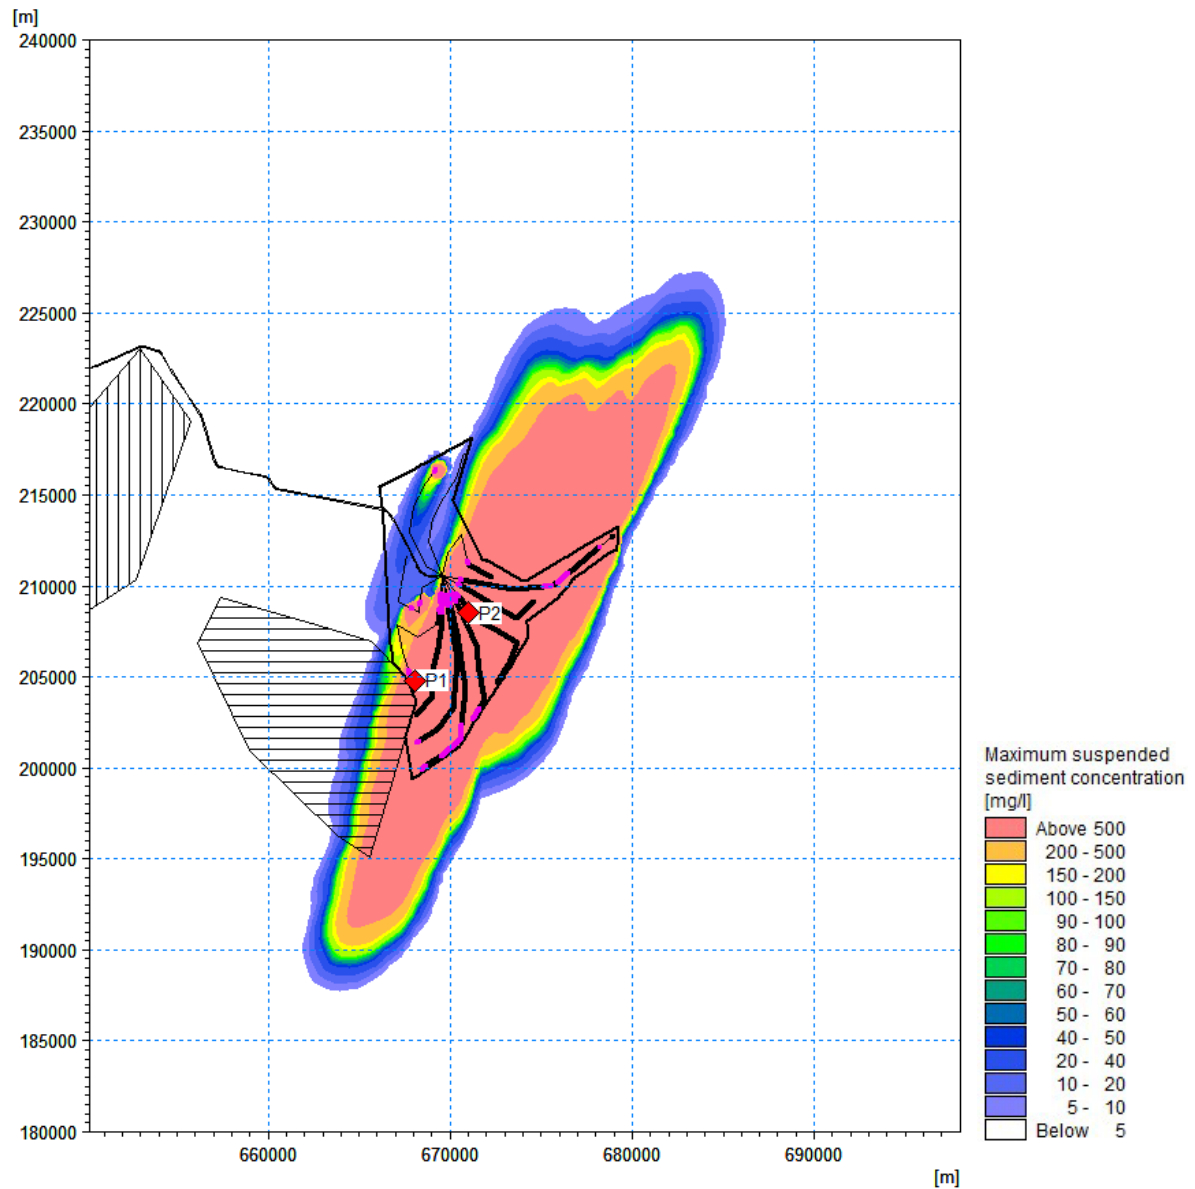 [m]
240000
235000
230000
225000
220000
215000
210000
205000
200000
195000
190000
185000
180000
660000
670000
680000
690000
[m]
P2
P1
Maximum suspended
sediment concentration
[mg/l]
Above 500
200 - 500
150 - 200
100 - 150
90 - 100
80 - 90
70 - 80
60 - 70
50 - 60
40 - 50
20 - 40
10 - 20
5 - 10
Below 5